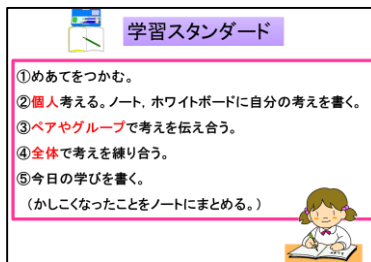 学習スタンダード
①めあてをつかむ。
②個人考える。ノート，ホワイトボードに自分の考えを書く。
③ペアやグループで考えを伝え合う。
④全体で考えを練り合う。
⑤今日の学びを書く。
（かしこくなったことをノートにまとめる。）